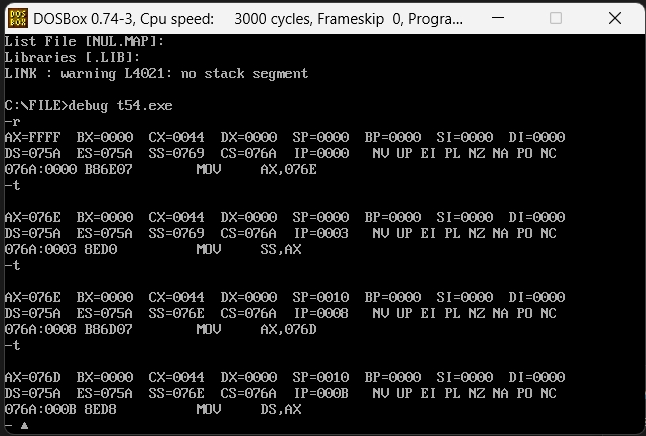 DOSBox 0.74-3, Cpu speed:    3000 cycles, Frameskip  0, Progra...
List File [NUL.MAP]:
Libraries [.LIB]:
LINK : warning L4021: no stack segment
C:\FILE>debug t54.exe
-r
AX=FFFF  BX=0000  CX=0044  DX=0000  SP=0000  BP=0000  SI=0000  DI=0000
DS=075A  ES=075A  SS=0769  CS=076A  IP=0000   NV UP EI PL NZ NA PO NC
076A:0000 B86E07        MOV     AX,076E
-t
AX=076E  BX=0000  CX=0044  DX=0000  SP=0000  BP=0000  SI=0000  DI=0000
DS=075A  ES=075A  SS=0769  CS=076A  IP=0003   NV UP EI PL NZ NA PO NC
076A:0003 8ED0          MOV     SS,AX
-t
AX=076E  BX=0000  CX=0044  DX=0000  SP=0010  BP=0000  SI=0000  DI=0000
DS=075A  ES=075A  SS=076E  CS=076A  IP=0008   NV UP EI PL NZ NA PO NC
076A:0008 B86D07        MOV     AX,076D
-t
AX=076D  BX=0000  CX=0044  DX=0000  SP=0010  BP=0000  SI=0000  DI=0000
DS=075A  ES=075A  SS=076E  CS=076A  IP=000B   NV UP EI PL NZ NA PO NC
076A:000B 8ED8          MOV     DS,AX
- ▲